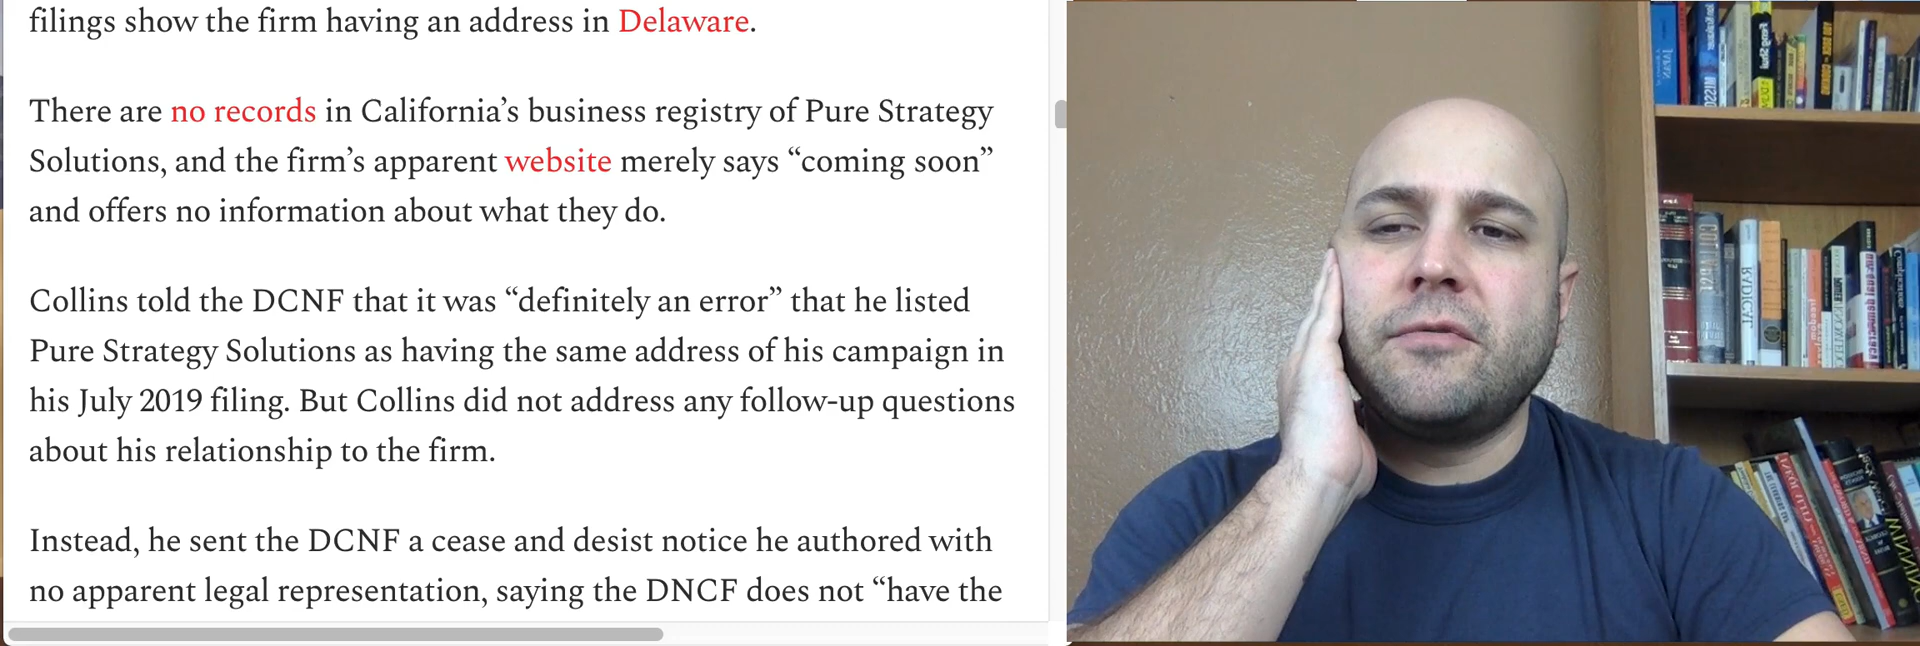 filings show the firm having an address in Delaware.
There are no records in California’s business registry of Pure Strategy
Solutions, and the firm’s apparent website merely says “coming soon”
and offers no information about what they do.
Collins told the DCNF that it was “definitely an error” that he listed
Pure Strategy Solutions as having the same address of his campaign in
his July 2019 filing. But Collins did not address any follow-up questions
about his relationship to the firm.
Instead, he sent the DCNF a cease and desist notice he authored with
no apparent legal representation, saying the DNCF does not “have the
RADICAL